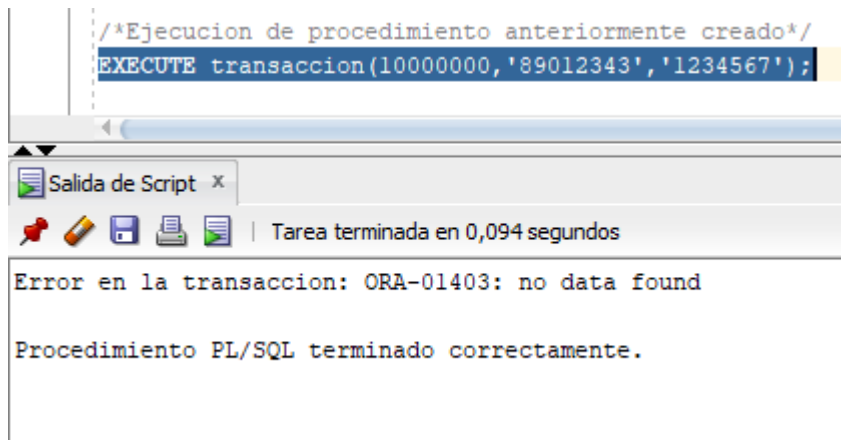 /*Ejecucion de procedimiento anteriormente creado*/
EXECUTE transaccion(10000000,'89012343','1234567');
Salida de Script x
Tarea terminada en 0,094 segundos
Error en la transaccion: ORA-01403: no data found
Procedimiento PL/SQL terminado correctamente.